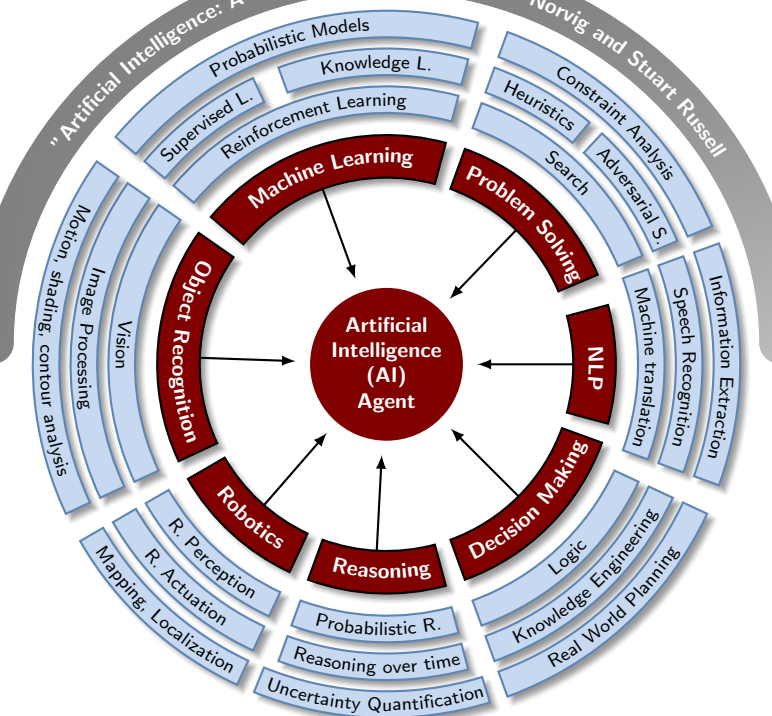 "Artificial Intelligence: A
Norvig and Stuart Russell
Probabilistic Models
Supervised L.
Knowledge L.
Reinforcement Learning
Machine Learning
Constraint Analysis
Heuristics
Adversarial S.
Search
Problem Solving
Information Extraction
Speech Recognition
Machine translation
NLP
Motion, shading, contour analysis
Image Processing
Vision
Object Recognition
Artificial
Intelligence
(AI)
Agent
Robotics
R. Perception
R. Actuation
Mapping, Localization
Reasoning
Probabilistic R.
Reasoning over time
Uncertainty Quantification
Decision Making
Logic
Knowledge Engineering
Real World Planning